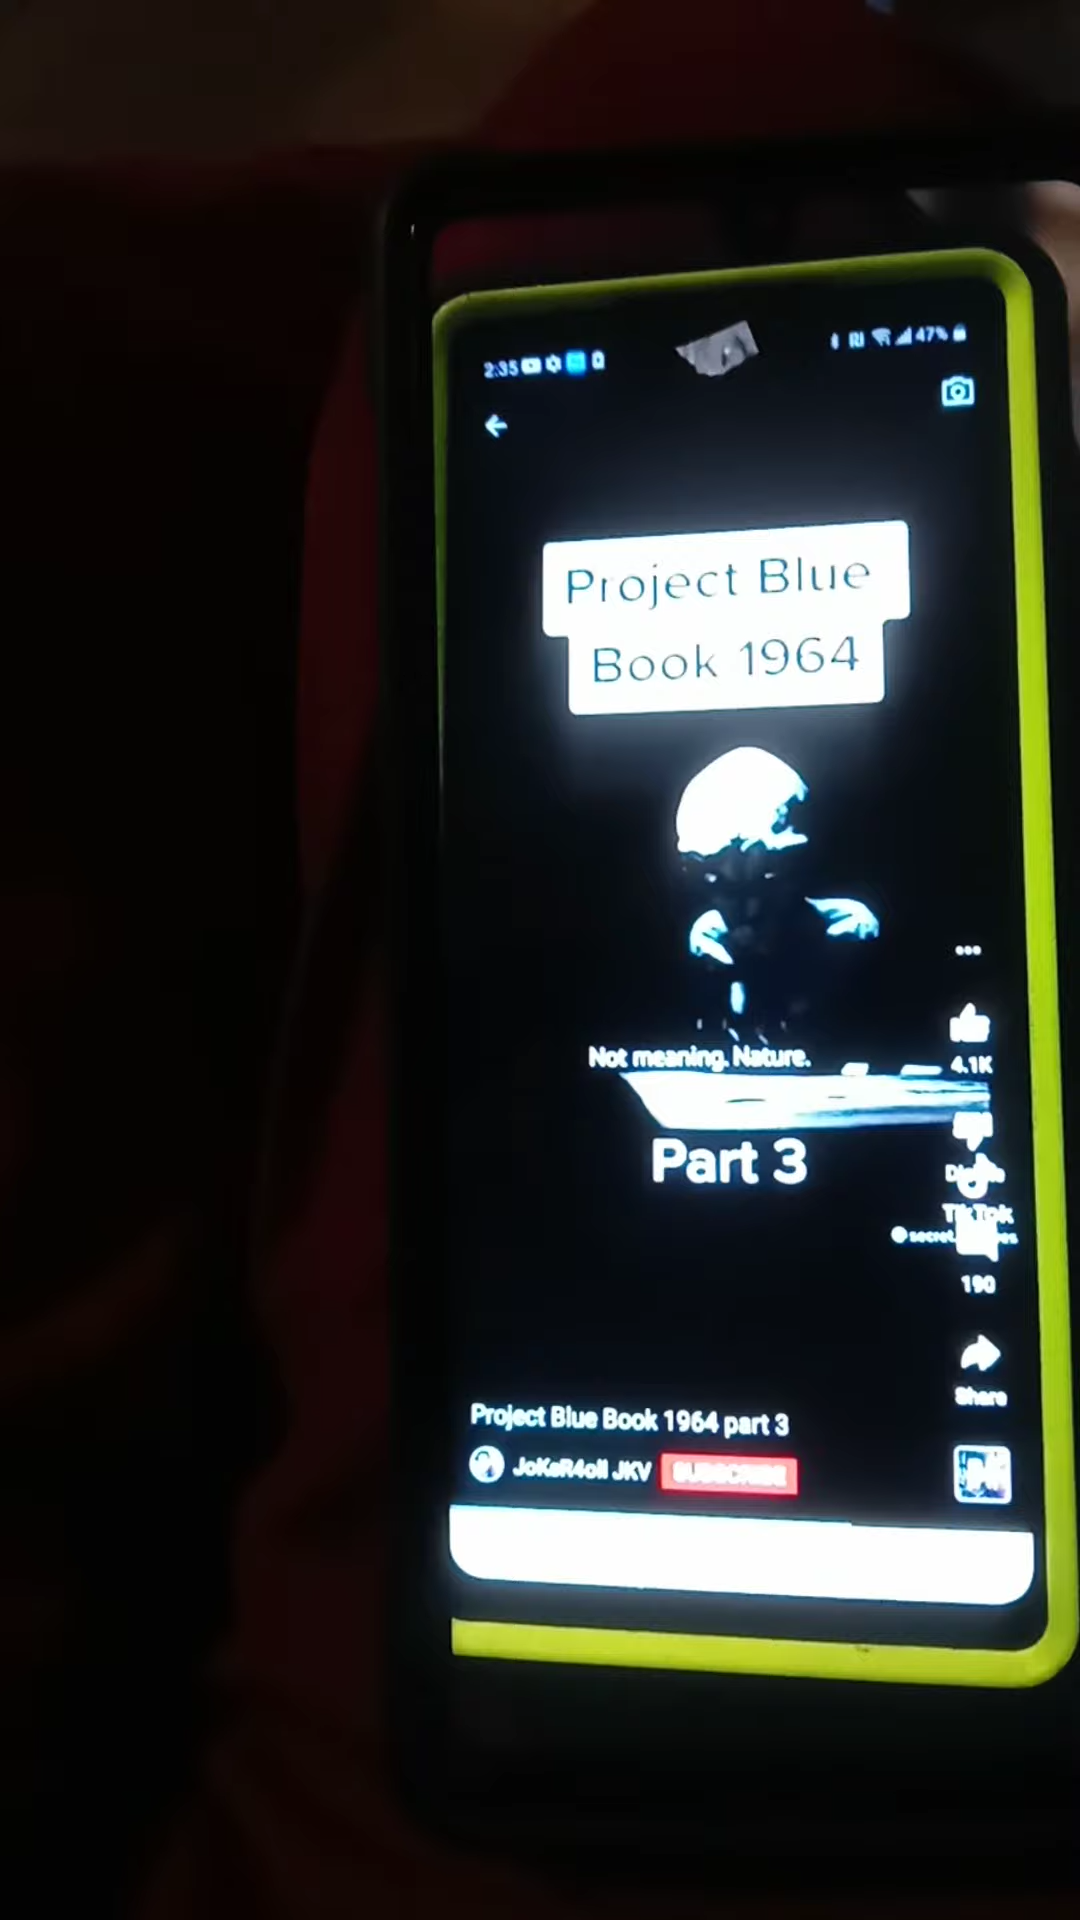 2:35
47%
Project Blue
Book 1964
Not meaning. Nature.
4.1K
Part 3
TikTok
190
Share
Project Blue Book 1964 part 3
JoKeR4oll JKV SUBSCRIBE